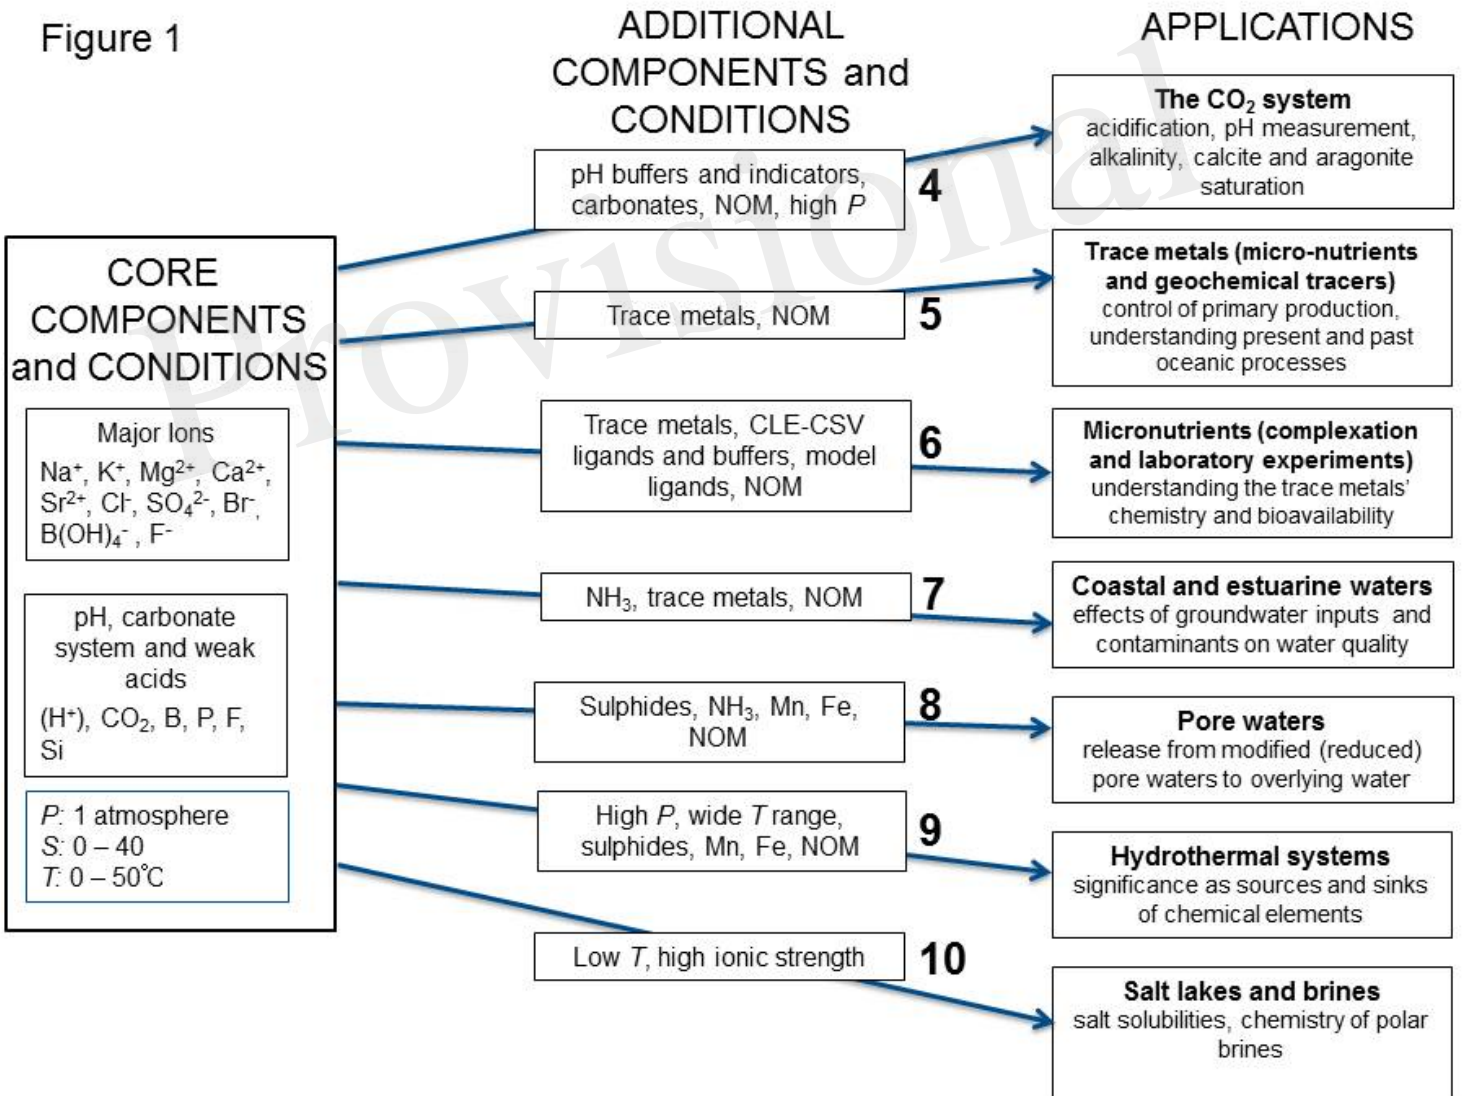 Figure 1
ADDITIONAL
COMPONENTS and
CONDITIONS
APPLICATIONS
CORE
COMPONENTS
and CONDITIONS
Major Ions
Na⁺, K⁺, Mg²⁺, Ca²⁺,
Sr²⁺, Cl⁻, SO₄²⁻, Br⁻,
B(OH)₄⁻ , F⁻
pH, carbonate
system and weak
acids
(H⁺), CO₂, B, P, F,
Si
P: 1 atmosphere
S: 0 – 40
T: 0 – 50°C
pH buffers and indicators,
carbonates, NOM, high P
4
The CO₂ system
acidification, pH measurement,
alkalinity, calcite and aragonite
saturation
Trace metals, NOM
5
Trace metals (micro-nutrients
and geochemical tracers)
control of primary production,
understanding present and past
oceanic processes
Trace metals, CLE-CSV
ligands and buffers, model
ligands, NOM
6
Micronutrients (complexation
and laboratory experiments)
understanding the trace metals’
chemistry and bioavailability
NH₃, trace metals, NOM
7
Coastal and estuarine waters
effects of groundwater inputs and
contaminants on water quality
Sulphides, NH₃, Mn, Fe,
NOM
8
Pore waters
release from modified (reduced)
pore waters to overlying water
High P, wide T range,
sulphides, Mn, Fe, NOM
9
Hydrothermal systems
significance as sources and sinks
of chemical elements
Low T, high ionic strength
10
Salt lakes and brines
salt solubilities, chemistry of polar
brines
Provisional